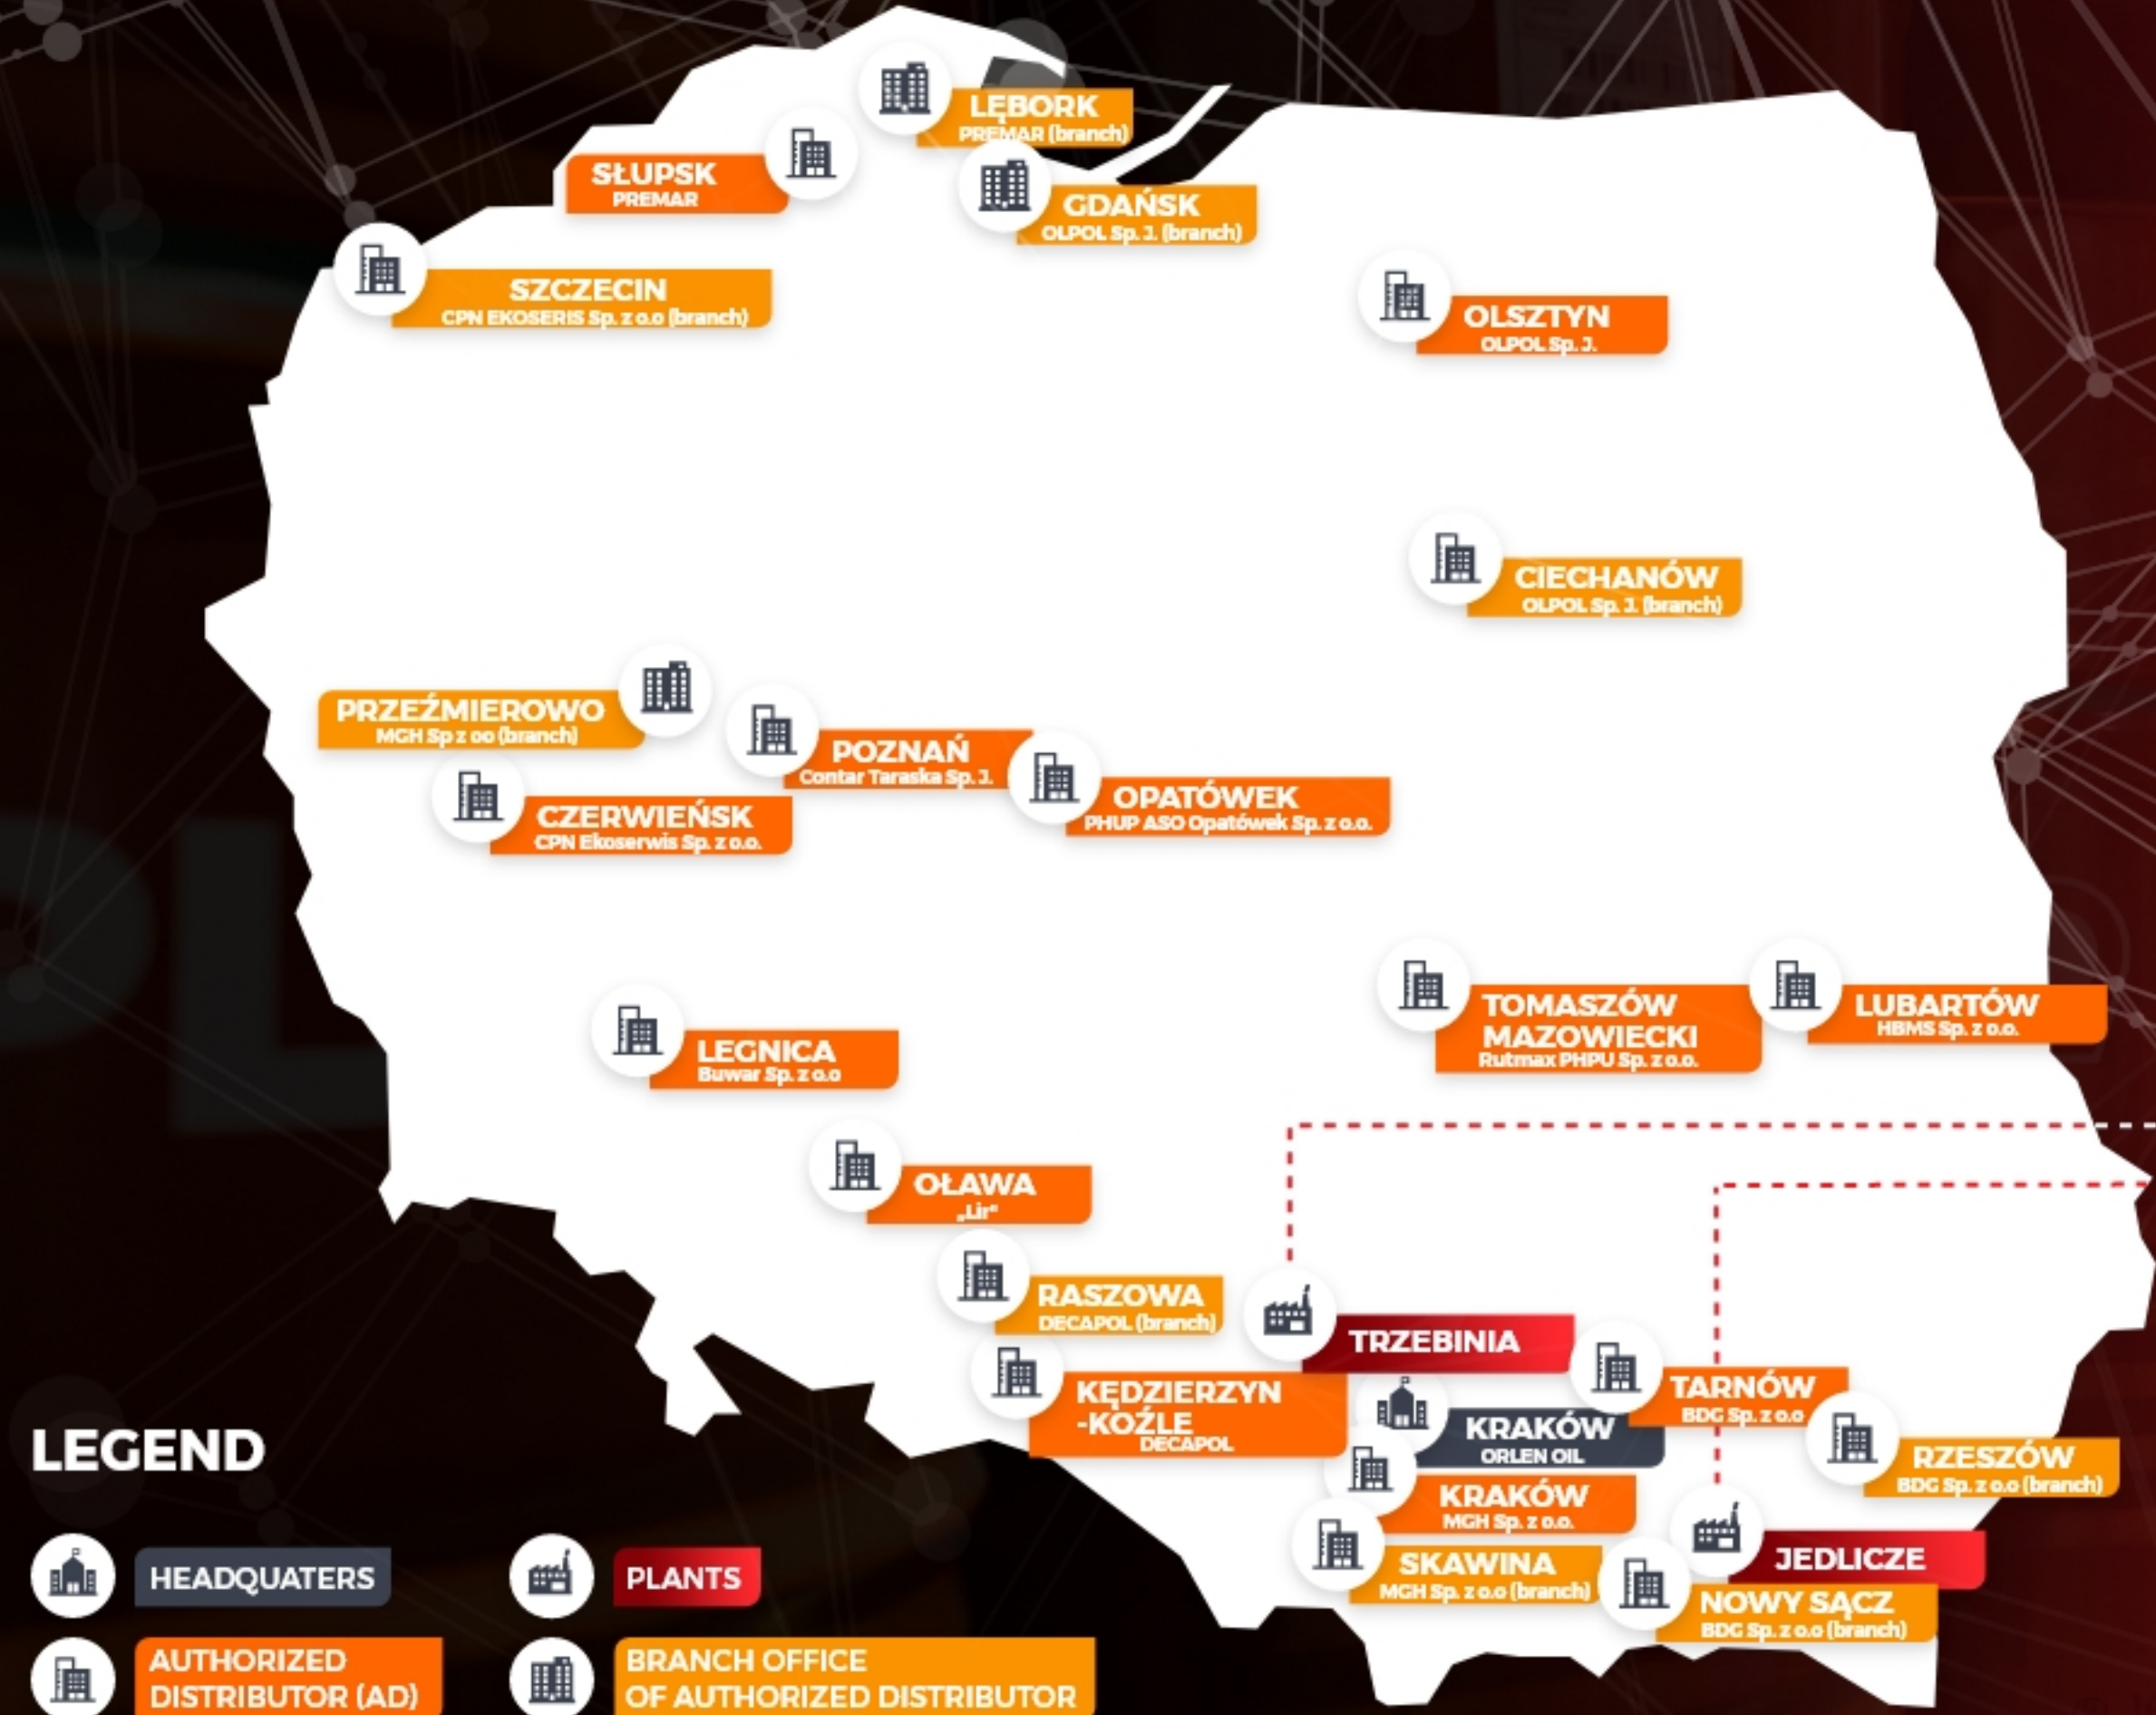 LĘBORK
PREMAR (branch)
SŁUPSK
PREMAR
GDAŃSK
OLPOL Sp. J. (branch)
SZCZECIN
CPN EKOSERIS Sp. z o.o (branch)
OLSZTYN
OLPOL Sp. J.
CIECHANÓW
OLPOL Sp. J. (branch)
PRZEŹMIEROWO
MGH Sp z oo (branch)
POZNAŃ
Contar Taraska Sp. J.
OPATÓWEK
PHUP ASO Opatówek Sp. z o.o.
CZERWIEŃSK
CPN Ekoserwis Sp. z o.o.
TOMASZÓW
MAZOWIECKI
Rutmax PHPU Sp. z o.o.
LUBARTÓW
HBMS Sp. z o.o.
LEGNICA
Buwar Sp. z o.o
OŁAWA
„Lir"
RASZOWA
DECAPOL (branch)
TRZEBINIA
KĘDZIERZYN
-KOŹLE
DECAPOL
TARNÓW
BDG Sp. z o.o
KRAKÓW
ORLEN OIL
RZESZÓW
BDG Sp. z o.o (branch)
KRAKÓW
MGH Sp. z o.o.
SKAWINA
MGH Sp. z o.o (branch)
JEDLICZE
NOWY SĄCZ
BDG Sp. z o.o (branch)
LEGEND
HEADQUATERS
PLANTS
AUTHORIZED
DISTRIBUTOR (AD)
BRANCH OFFICE
OF AUTHORIZED DISTRIBUTOR